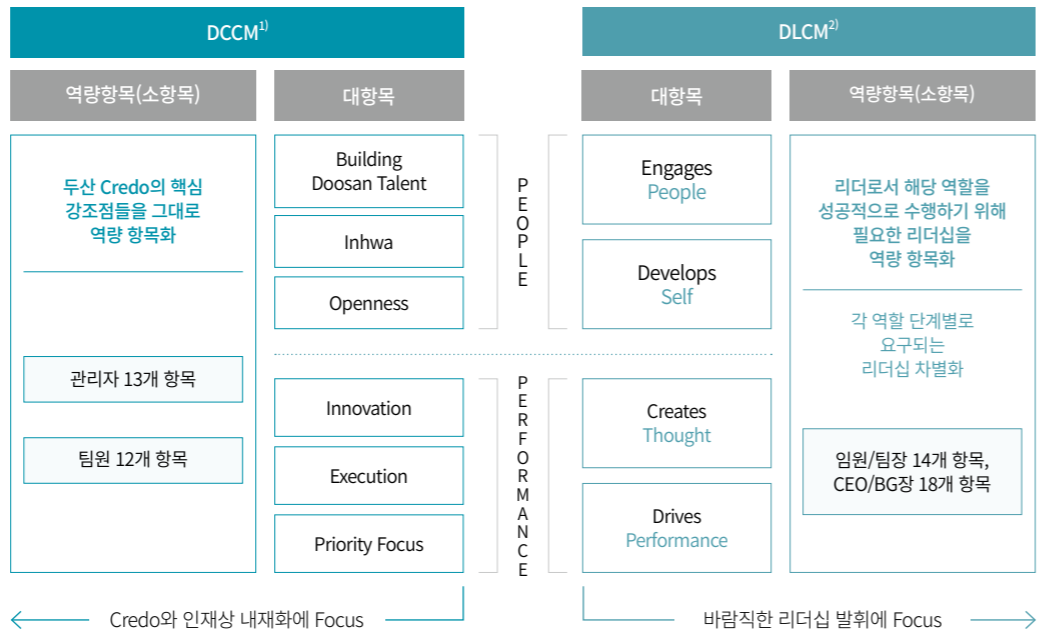 DCCM1)
역량항목(소항목)
대항목
두산 Credo의 핵심
강조점들을 그대로
역량 항목화
관리자 13개 항목
팀원 12개 항목
Building
Doosan Talent
Inhwa
Openness
Innovation
Execution
Priority Focus
PEOPLE
PERFORMANCE
DLCM2)
대항목
역량항목(소항목)
Engages
People
Develops
Self
Creates
Thought
Drives
Performance
리더로서 해당 역할을
성공적으로 수행하기 위해
필요한 리더십을
역량 항목화
각 역할 단계별로
요구되는
리더십 차별화
임원/팀장 14개 항목,
CEO/BG장 18개 항목
Credo와 인재상 내재화에 Focus
바람직한 리더십 발휘에 Focus